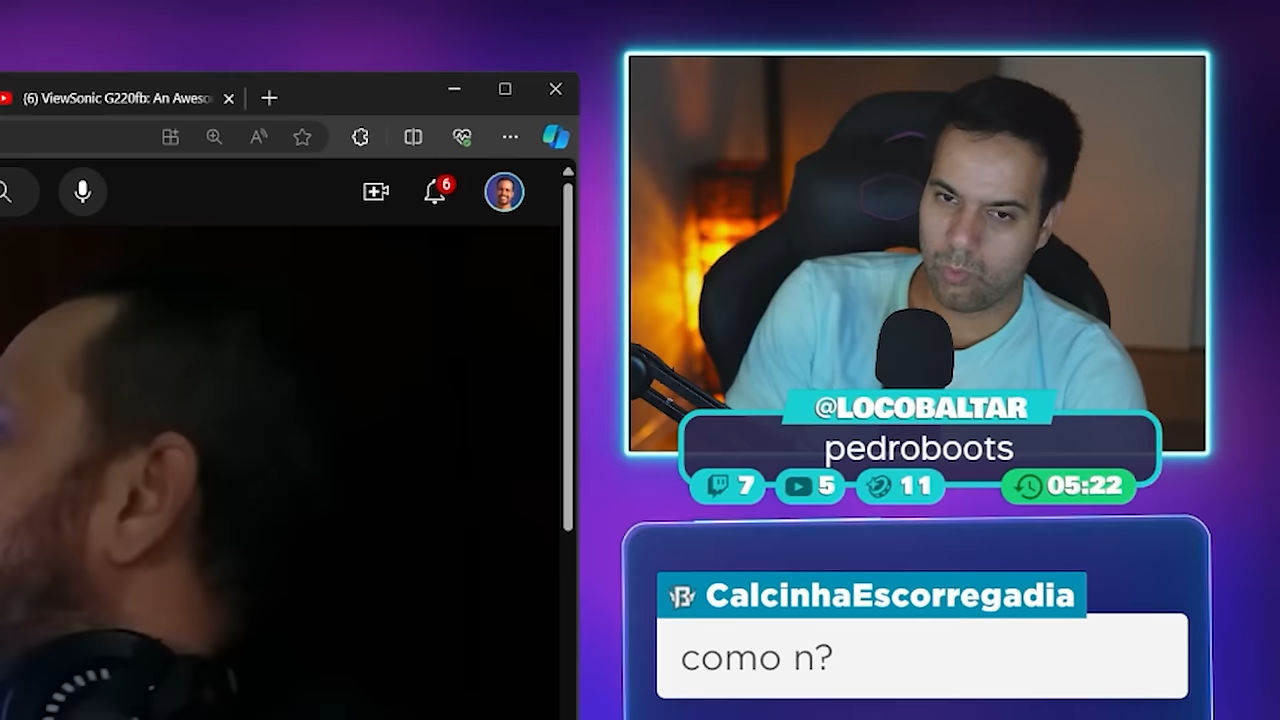 (6) ViewSonic G220fb: An Aweso
6
@LOCOBALTAR
pedroboots
7 5 11 05:22
CalcinhaEscorregadia
como n?